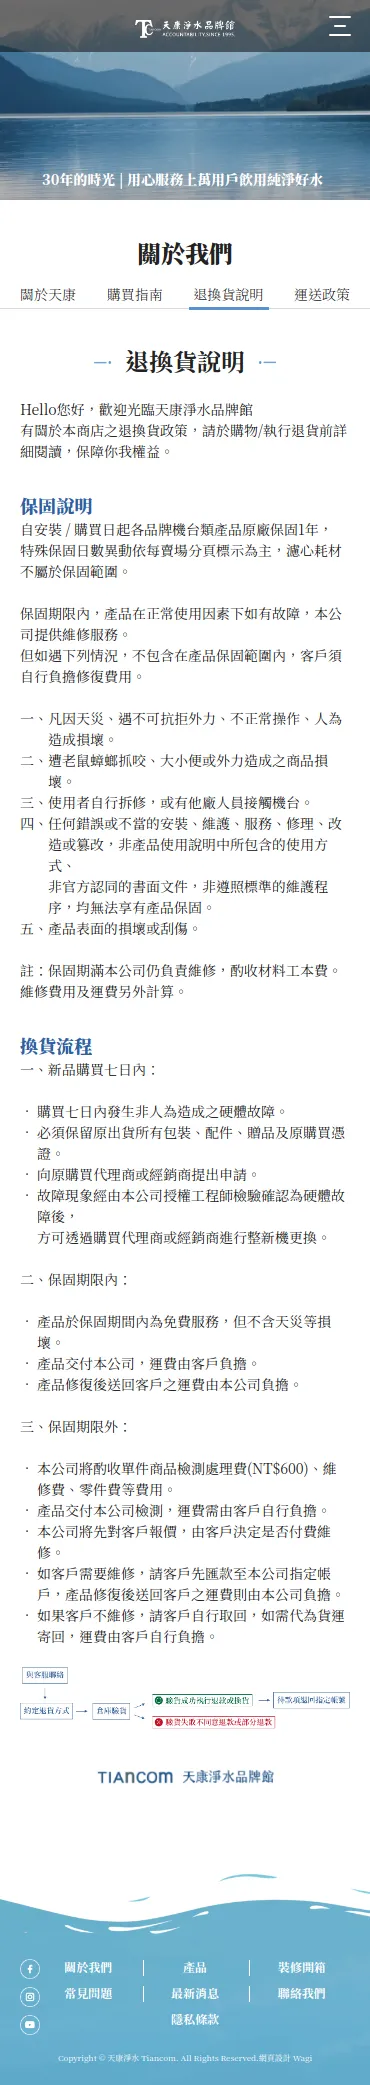 TC 天康淨水品牌館
ACCOUNTABILITY.SINCE 1995
30年的時光 | 用心服務上萬用戶飲用純淨好水
關於我們
關於天康 購買指南 退換貨說明 運送政策
退換貨說明
Hello您好，歡迎光臨天康淨水品牌館
有關於本商店之退換貨政策，請於購物/執行退貨前詳
細閱讀，保障你我權益。
保固說明
自安裝 / 購買日起各品牌機台類產品原廠保固1年，
特殊保固日數異動依每賣場分頁標示為主，濾心耗材
不屬於保固範圍。
保固期限內，產品在正常使用因素下如有故障，本公
司提供維修服務。
但如遇下列情況，不包含在產品保固範圍內，客戶須
自行負擔修復費用。
一、凡因天災、遇不可抗拒外力、不正常操作、人為
造成損壞。
二、遭老鼠蟑螂抓咬、大小便或外力造成之商品損
壞。
三、使用者自行拆修，或有他廠人員接觸機台。
四、任何錯誤或不當的安裝、維護、服務、修理、改
造或篡改，非產品使用說明中所包含的使用方
式、
非官方認同的書面文件，非遵照標準的維護程
序，均無法享有產品保固。
五、產品表面的損壞或刮傷。
註：保固期滿本公司仍負責維修，酌收材料工本費。
維修費用及運費另外計算。
換貨流程
一、新品購買七日內：
· 購買七日內發生非人為造成之硬體故障。
· 必須保留原出貨所有包裝、配件、贈品及原購買憑
證。
· 向原購買代理商或經銷商提出申請。
· 故障現象經由本公司授權工程師檢驗確認為硬體故
障後，
方可透過購買代理商或經銷商進行整新機更換。
二、保固期限內：
· 產品於保固期間內為免費服務，但不含天災等損
壞。
· 產品交付本公司，運費由客戶負擔。
· 產品修復後送回客戶之運費由本公司負擔。
三、保固期限外：
· 本公司將酌收單件商品檢測處理費(NT$600)、維
修費、零件費等費用。
· 產品交付本公司檢測，運費需由客戶自行負擔。
· 本公司將先對客戶報價，由客戶決定是否付費維
修。
· 如客戶需要維修，請客戶先匯款至本公司指定帳
戶，產品修復後送回客戶之運費則由本公司負擔。
· 如果客戶不維修，請客戶自行取回，如需代為貨運
寄回，運費由客戶自行負擔。
與客服聯絡
約定退貨方式 倉庫驗貨 驗貨成功執行退款或換貨 待款項退回指定帳號
驗貨失敗不同意退款或部分退款
TIANCOM 天康淨水品牌館
關於我們 產品 裝修開箱
常見問題 最新消息 聯絡我們
隱私條款
Copyright © 天康淨水 Tiancom. All Rights Reserved.網頁設計 Wagi